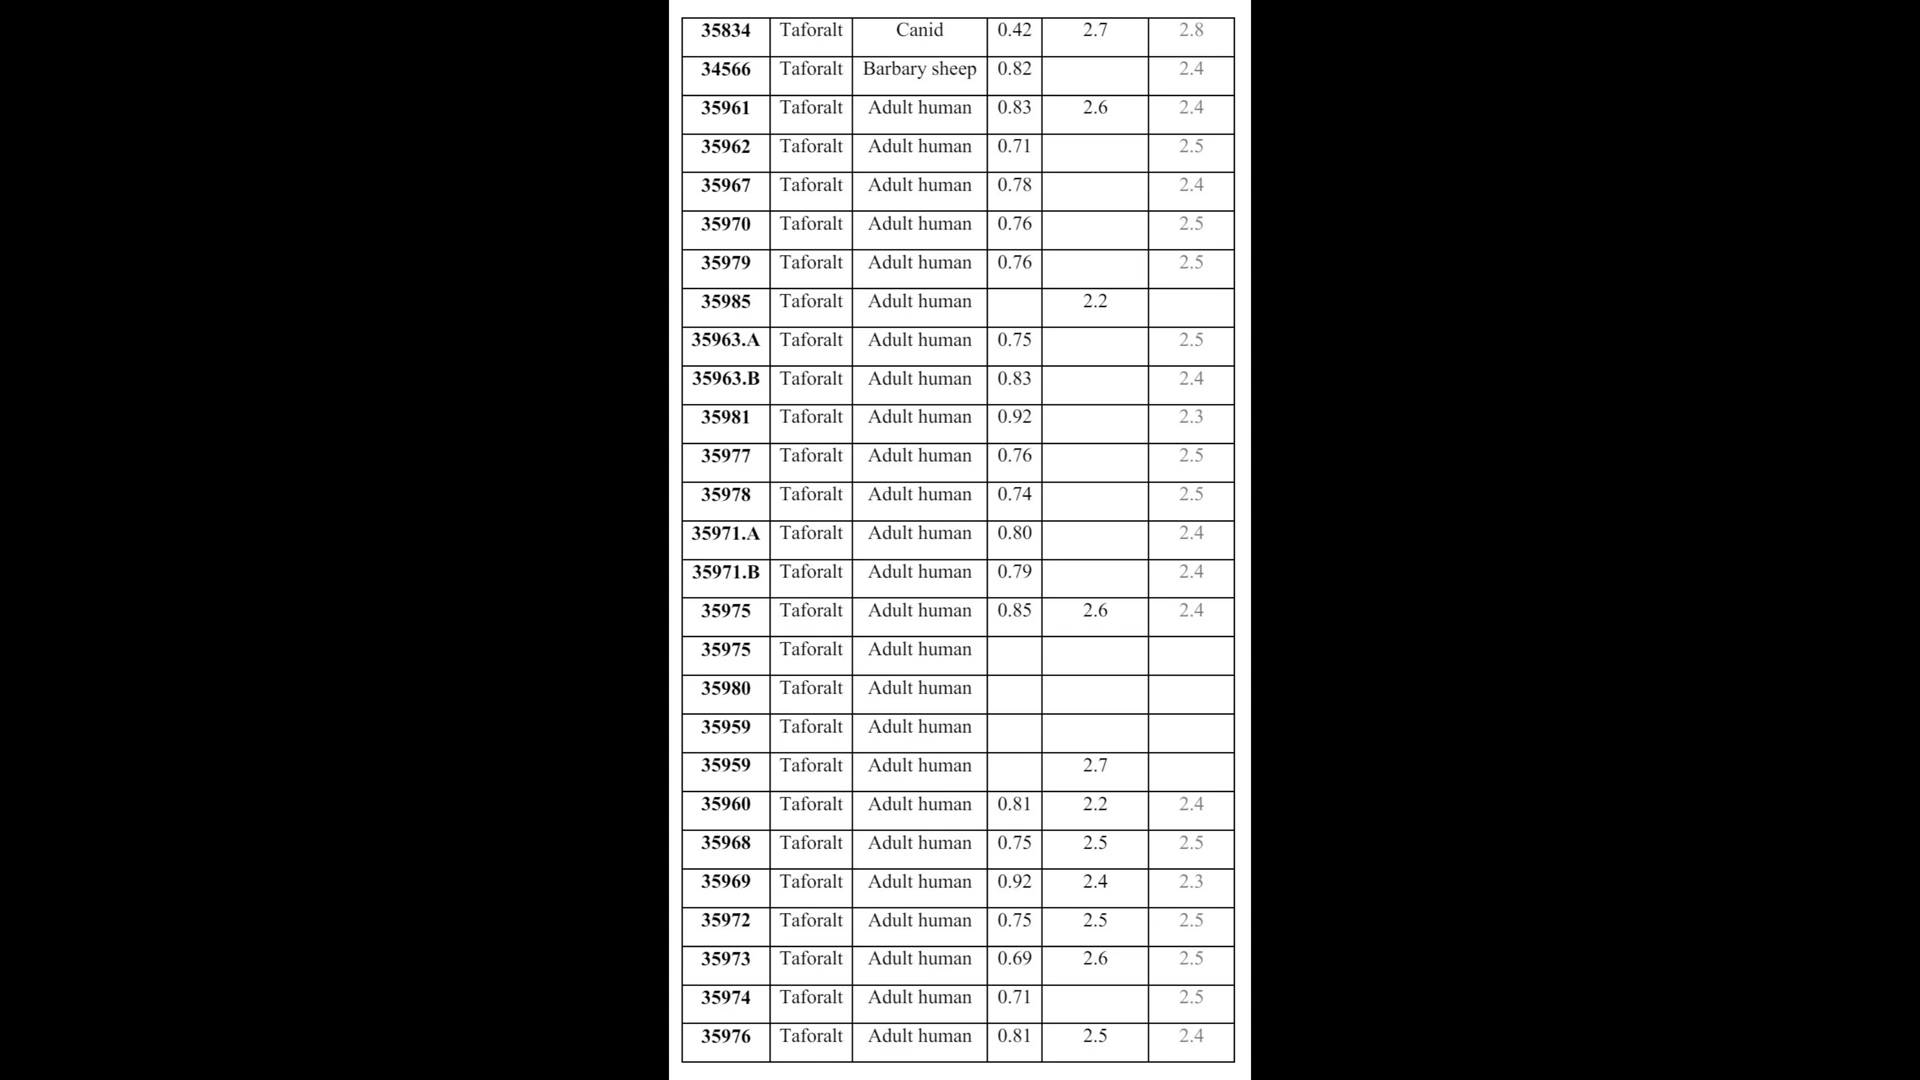 35834 Taforalt Canid 0.42 2.7 2.8
34566 Taforalt Barbary sheep 0.82 2.4
35961 Taforalt Adult human 0.83 2.6 2.4
35962 Taforalt Adult human 0.71 2.5
35967 Taforalt Adult human 0.78 2.4
35970 Taforalt Adult human 0.76 2.5
35979 Taforalt Adult human 0.76 2.5
35985 Taforalt Adult human 2.2
35963.A Taforalt Adult human 0.75 2.5
35963.B Taforalt Adult human 0.83 2.4
35981 Taforalt Adult human 0.92 2.3
35977 Taforalt Adult human 0.76 2.5
35978 Taforalt Adult human 0.74 2.5
35971.A Taforalt Adult human 0.80 2.4
35971.B Taforalt Adult human 0.79 2.4
35975 Taforalt Adult human 0.85 2.6 2.4
35975 Taforalt Adult human
35980 Taforalt Adult human
35959 Taforalt Adult human
35959 Taforalt Adult human 2.7
35960 Taforalt Adult human 0.81 2.2 2.4
35968 Taforalt Adult human 0.75 2.5 2.5
35969 Taforalt Adult human 0.92 2.4 2.3
35972 Taforalt Adult human 0.75 2.5 2.5
35973 Taforalt Adult human 0.69 2.6 2.5
35974 Taforalt Adult human 0.71 2.5
35976 Taforalt Adult human 0.81 2.5 2.4